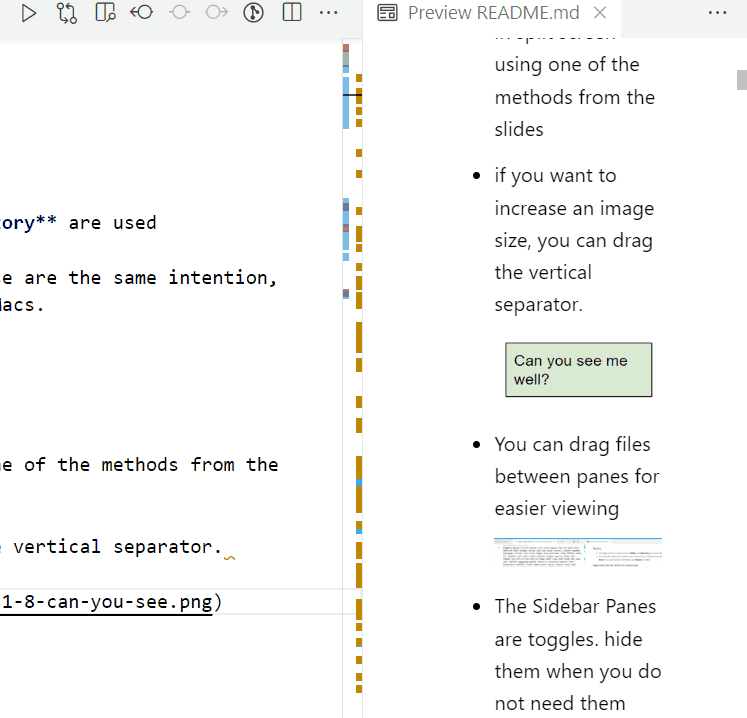 Preview README.md
ory** are used
e are the same intention,
Macs.
e of the methods from the
vertical separator.
1-8-can-you-see.png)
in split screen
using one of the
methods from the
slides
if you want to
increase an image
size, you can drag
the vertical
separator.
Can you see me
well?
You can drag files
between panes for
easier viewing
The Sidebar Panes
are toggles. hide
them when you do
not need them